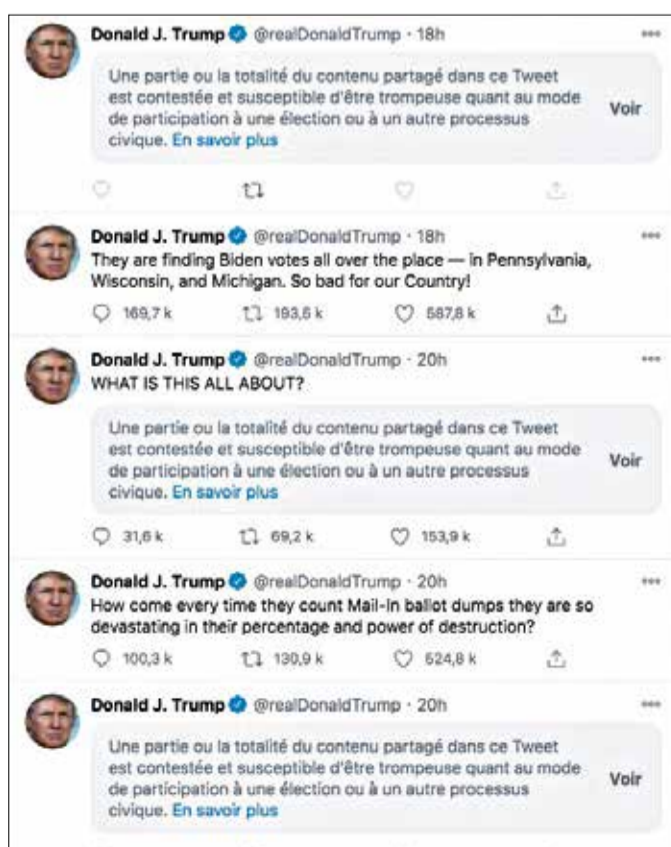 Donald J. Trump @realDonaldTrump · 18h
Une partie ou la totalité du contenu partagé dans ce Tweet
est contestée et susceptible d'être trompeuse quant au mode
de participation à une élection ou à un autre processus
civique. En savoir plus
Voir
Donald J. Trump @realDonaldTrump · 18h
They are finding Biden votes all over the place — in Pennsylvania,
Wisconsin, and Michigan. So bad for our Country!
169,7 k 193,6 k 587,8 k
Donald J. Trump @realDonaldTrump · 20h
WHAT IS THIS ALL ABOUT?
Une partie ou la totalité du contenu partagé dans ce Tweet
est contestée et susceptible d'être trompeuse quant au mode
de participation à une élection ou à un autre processus
civique. En savoir plus
Voir
31,6 k 69,2 k 153,9 k
Donald J. Trump @realDonaldTrump · 20h
How come every time they count Mail-in ballot dumps they are so
devastating in their percentage and power of destruction?
100,3 k 130,9 k 524,8 k
Donald J. Trump @realDonaldTrump · 20h
Une partie ou la totalité du contenu partagé dans ce Tweet
est contestée et susceptible d'être trompeuse quant au mode
de participation à une élection ou à un autre processus
civique. En savoir plus
Voir